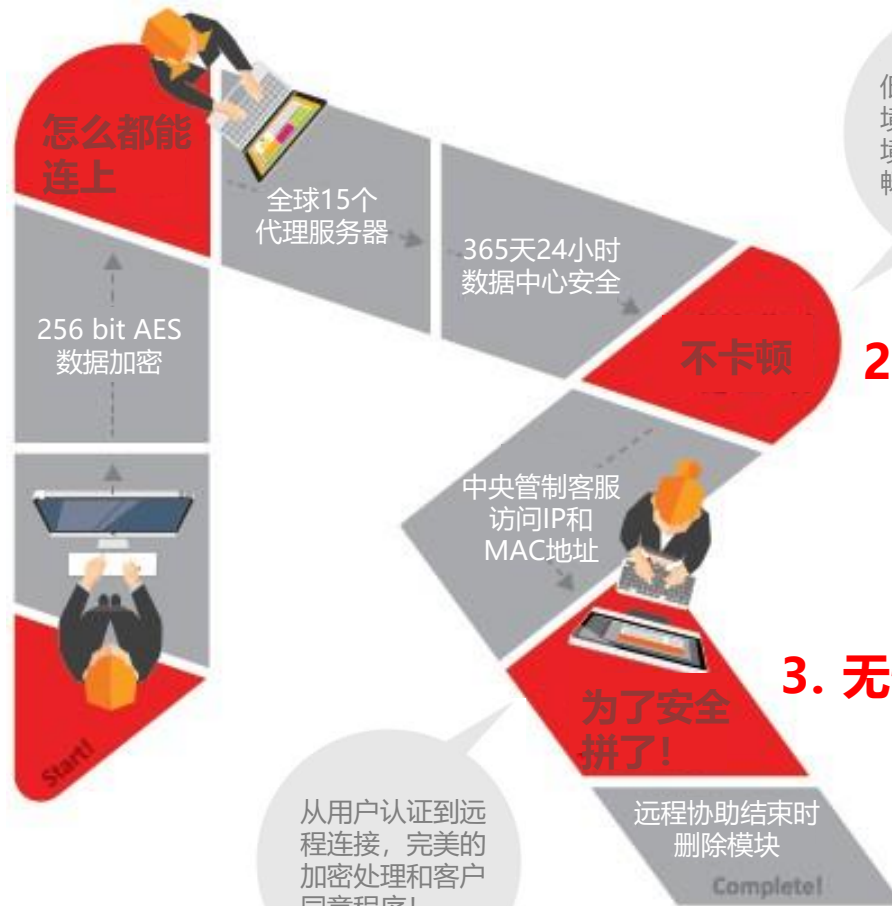 怎么都能
连上
全球15个
代理服务器
365天24小时
数据中心安全
256 bit AES
数据加密
不卡顿
2
中央管制客服
访问IP和
MAC地址
Start!
3. 无
为了安全
拼了!
从用户认证到远
程连接，完美的
加密处理和客户
同意程序!
远程协助结束时
删除模块
Complete!